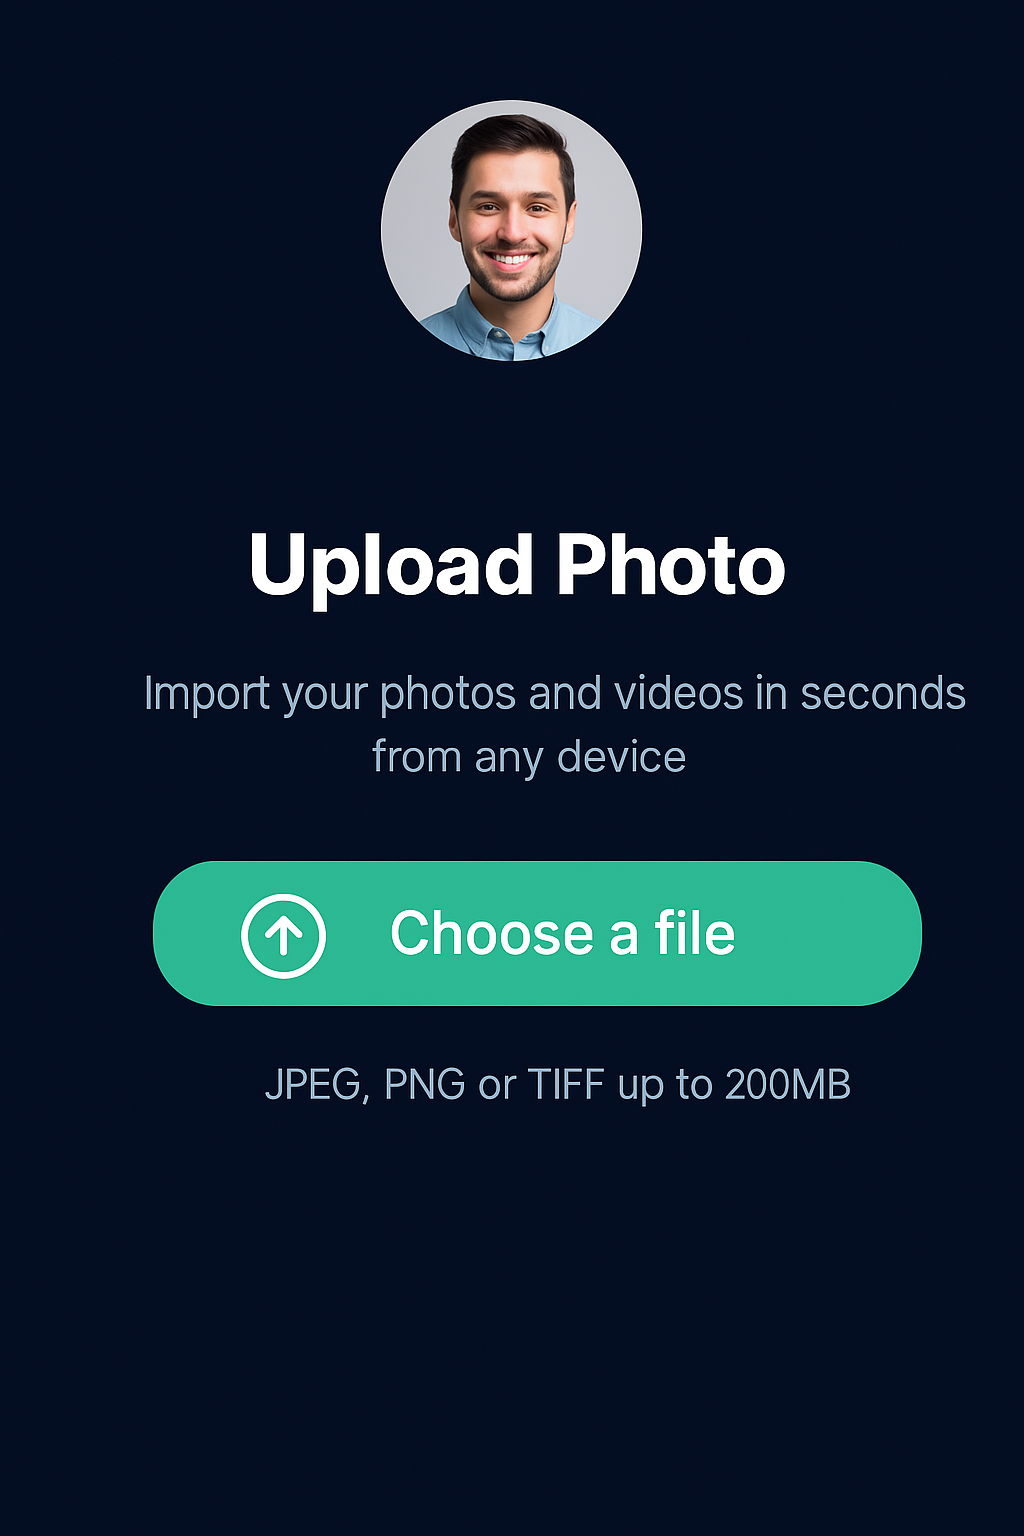 Upload Photo
Import your photos and videos in seconds
from any device
Choose a file
JPEG, PNG or TIFF up to 200MB